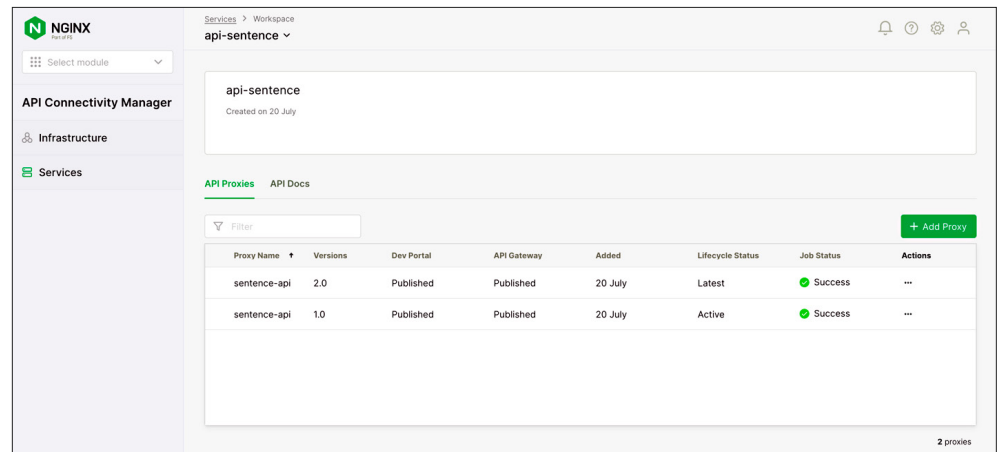 NGINX
Part of F5
Select module
API Connectivity Manager
Infrastructure
Services
Services > Workspace
api-sentence
api-sentence
Created on 20 July
API Proxies API Docs
Filter
+ Add Proxy
Proxy Name ↑ Versions Dev Portal API Gateway Added Lifecycle Status Job Status Actions
sentence-api 2.0 Published Published 20 July Latest Success ···
sentence-api 1.0 Published Published 20 July Active Success ···
2 proxies